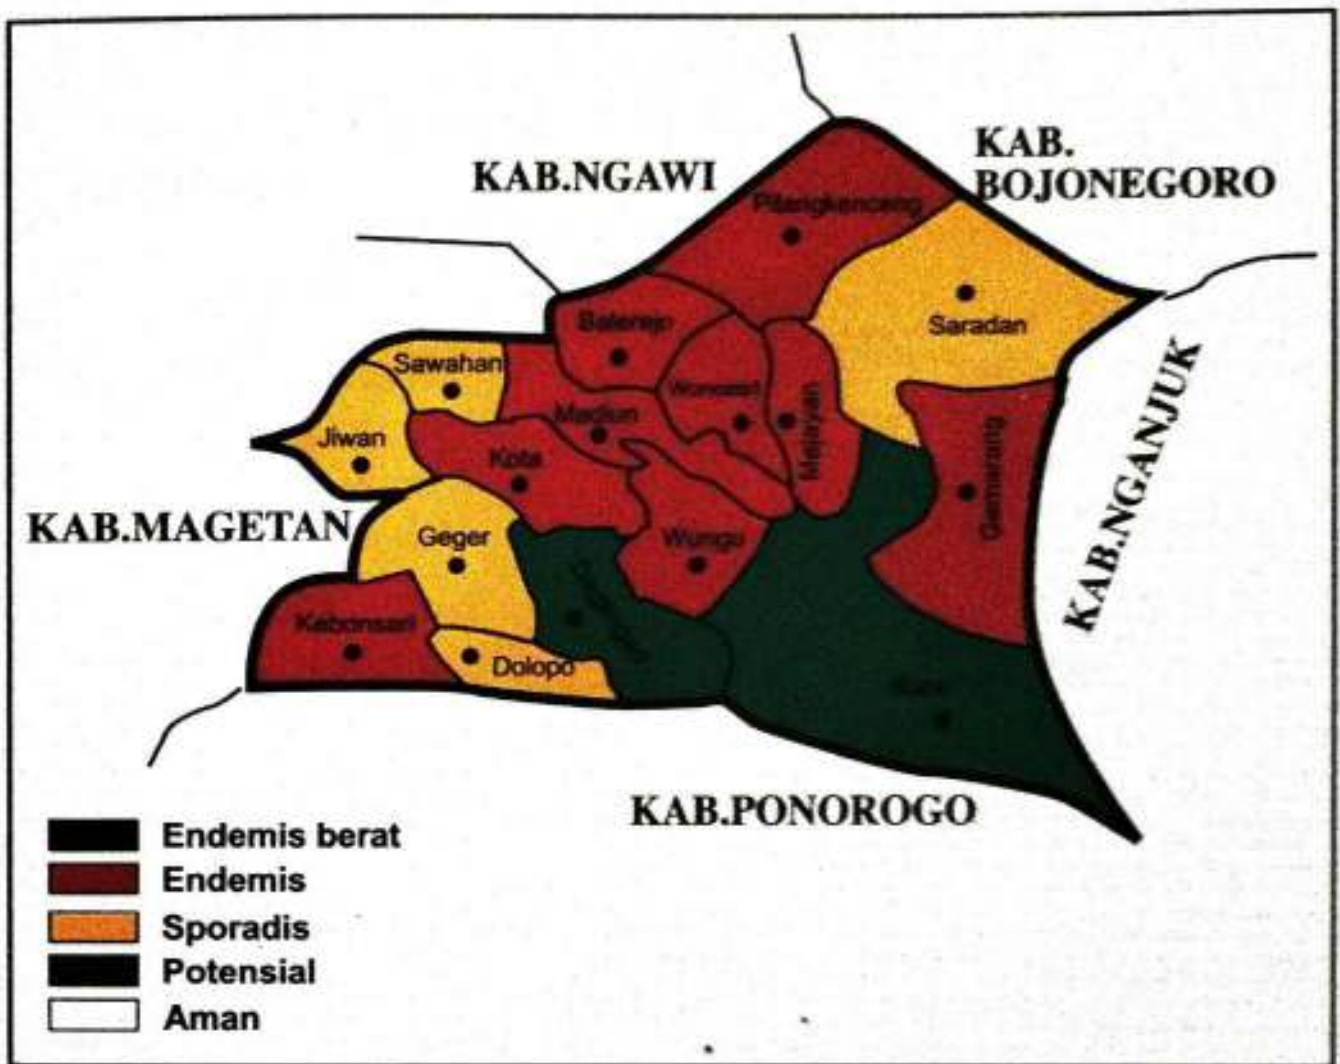 KAB.
KAB.NGAWI
BOJONEGORO
Pilangkenceng
Saradan
Balerejo
Sawahan
Wonoasri
Mejayan
Madiun
Jiwan
Kota
Gemarang
KAB.NGANJUK
KAB.MAGETAN
Geger
Wungu
Kebonsari
Dolopo
Kare
KAB.PONOROGO
Endemis berat
Endemis
Sporadis
Potensial
Aman